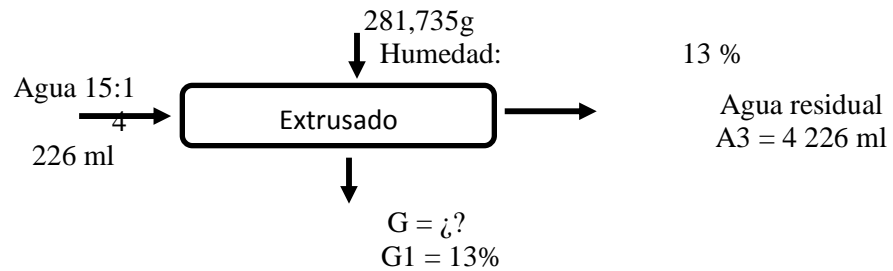 281,735g
Humedad: 13 %
Agua 15:1
4
226 ml
Extrusado
Agua residual
A3 = 4 226 ml
G = ¿?
G1 = 13%